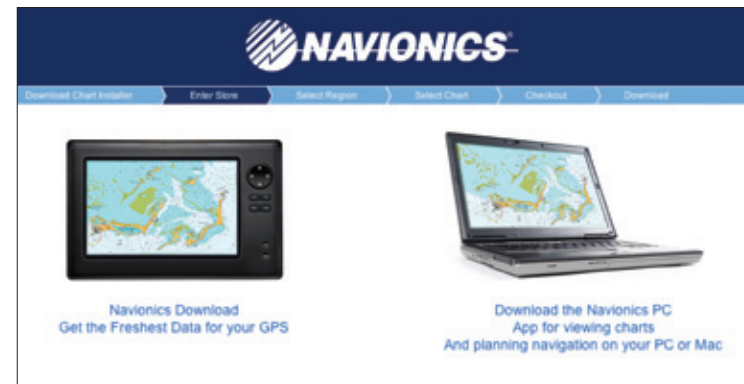 NAVIONICS
Download Chart Installer
Enter Store
Select Region
Select Chart
Checkout
Download
Navionics Download
Get the Freshest Data for your GPS
Download the Navionics PC
App for viewing charts
And planning navigation on your PC or Mac